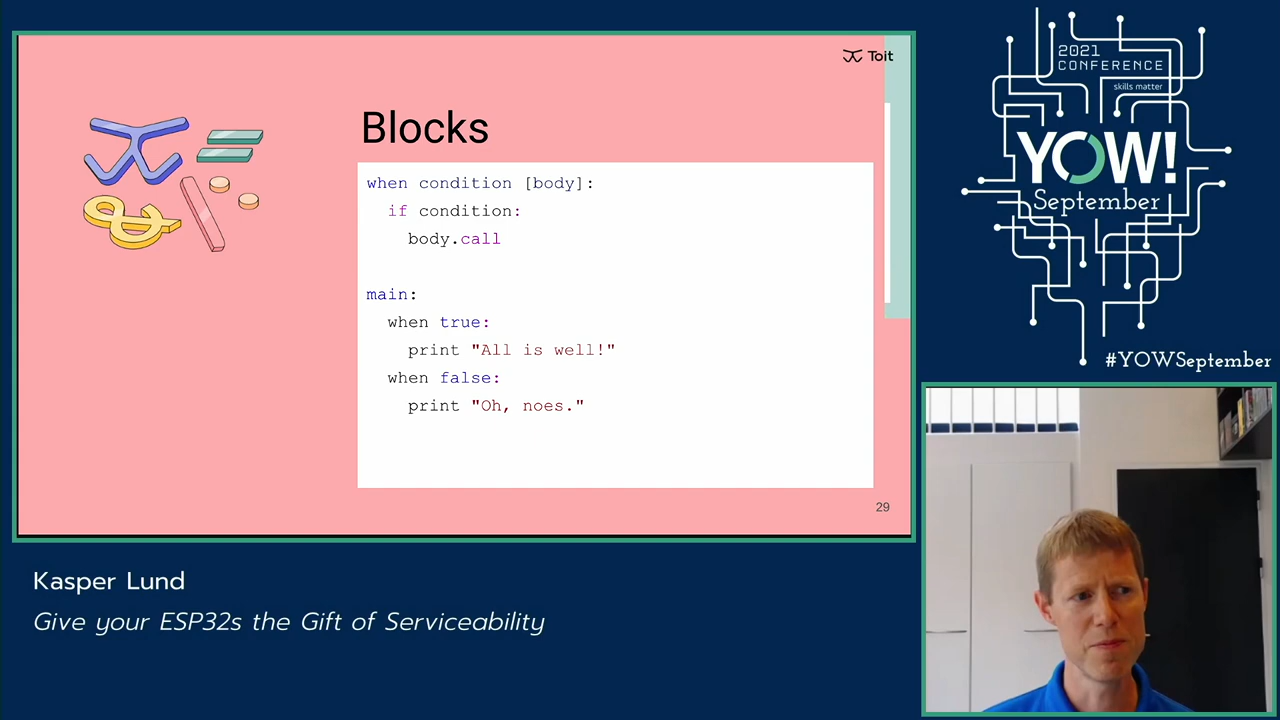 Toit
Blocks
when condition [body]:
if condition:
body.call
main:
when true:
print "All is well!"
when false:
print "Oh, noes."
29
2021
CONFERENCE
skills matter
YOW!
September
#YOWSeptember
Kasper Lund
Give your ESP32s the Gift of Serviceability